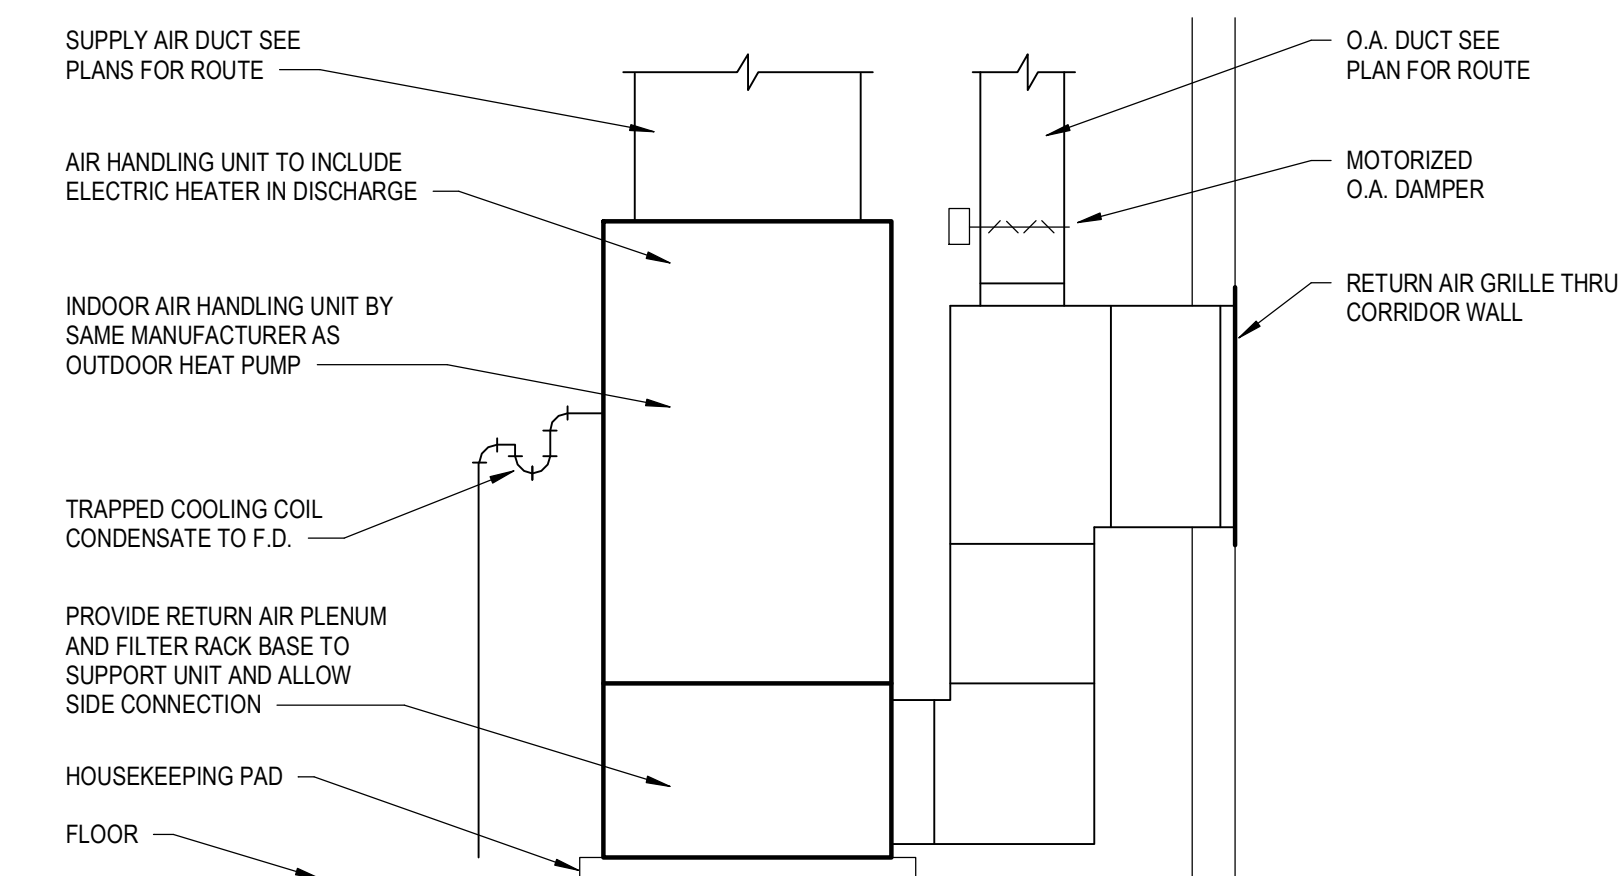 SUPPLY AIR DUCT SEE
PLANS FOR ROUTE
AIR HANDLING UNIT TO INCLUDE
ELECTRIC HEATER IN DISCHARGE
INDOOR AIR HANDLING UNIT BY
SAME MANUFACTURER AS
OUTDOOR HEAT PUMP
TRAPPED COOLING COIL
CONDENSATE TO F.D.
PROVIDE RETURN AIR PLENUM
AND FILTER RACK BASE TO
SUPPORT UNIT AND ALLOW
SIDE CONNECTION
HOUSEKEEPING PAD
FLOOR
O.A. DUCT SEE
PLAN FOR ROUTE
MOTORIZED
O.A. DAMPER
RETURN AIR GRILLE THRU
CORRIDOR WALL